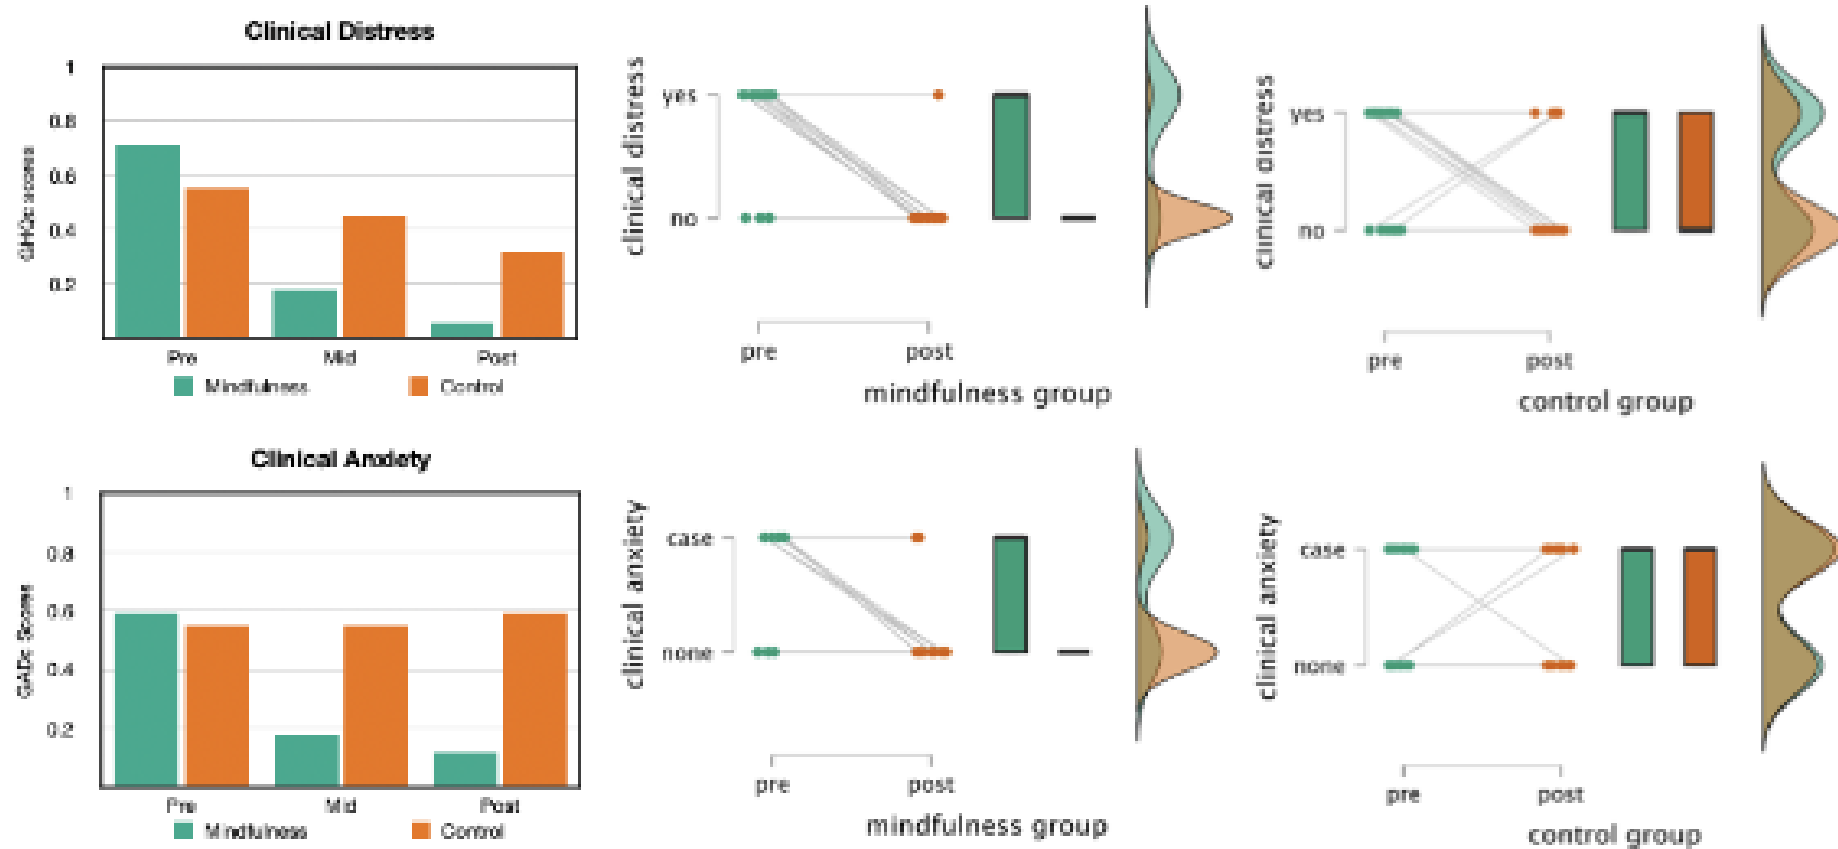 Clinical Distress
1
0.8
0.6
0.4
0.2
GHQc scores
Pre
Mid
Post
Mindfulness
Control
clinical distress
yes
no
pre
post
mindfulness group
clinical distress
yes
no
pre
post
control group
Clinical Anxiety
1
0.8
0.6
0.4
0.2
GADc Scores
Pre
Mid
Post
Mindfulness
Control
clinical anxiety
case
none
pre
post
mindfulness group
clinical anxiety
case
none
pre
post
control group